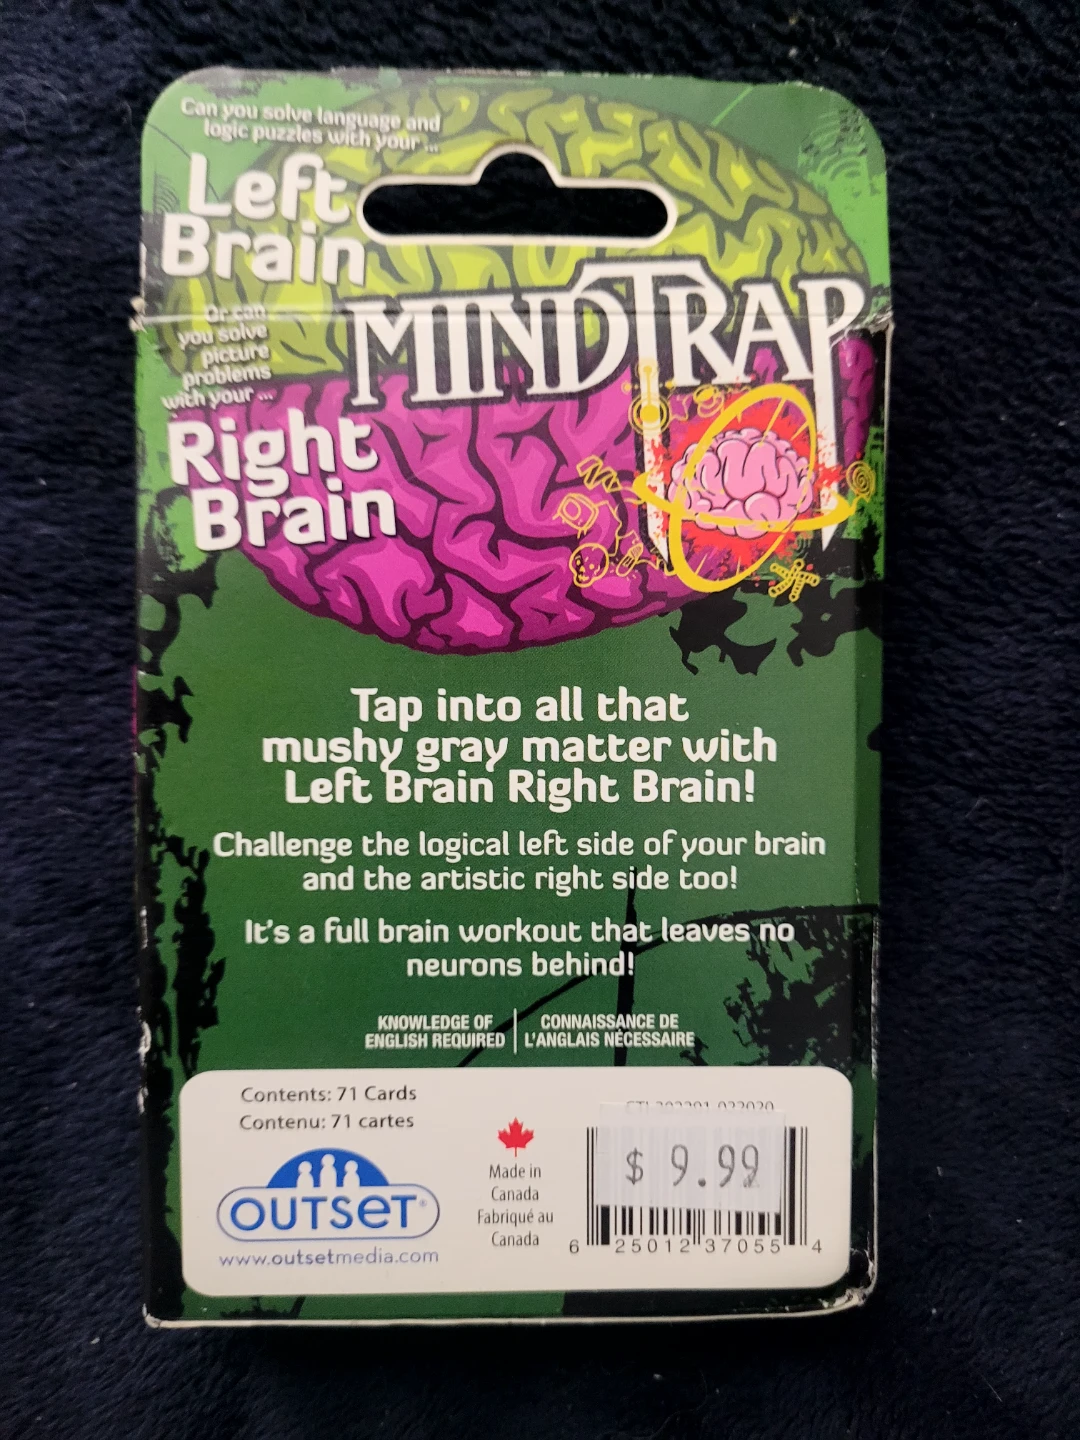 Can you solve language and
logic puzzles with your ...
Left
Brain
Or can
you solve
picture
problems
with your ...
Right
Brain
MINDTRAP
Tap into all that
mushy gray matter with
Left Brain Right Brain!
Challenge the logical left side of your brain
and the artistic right side too!
It's a full brain workout that leaves no
neurons behind!
KNOWLEDGE OF
ENGLISH REQUIRED
CONNAISSANCE DE
L'ANGLAIS NÉCESSAIRE
Contents: 71 Cards
Contenu: 71 cartes
OUTSET®
www.outsetmedia.com
Made in
Canada
Fabriqué au
Canada
$ 9.99
6 25012 37055 4